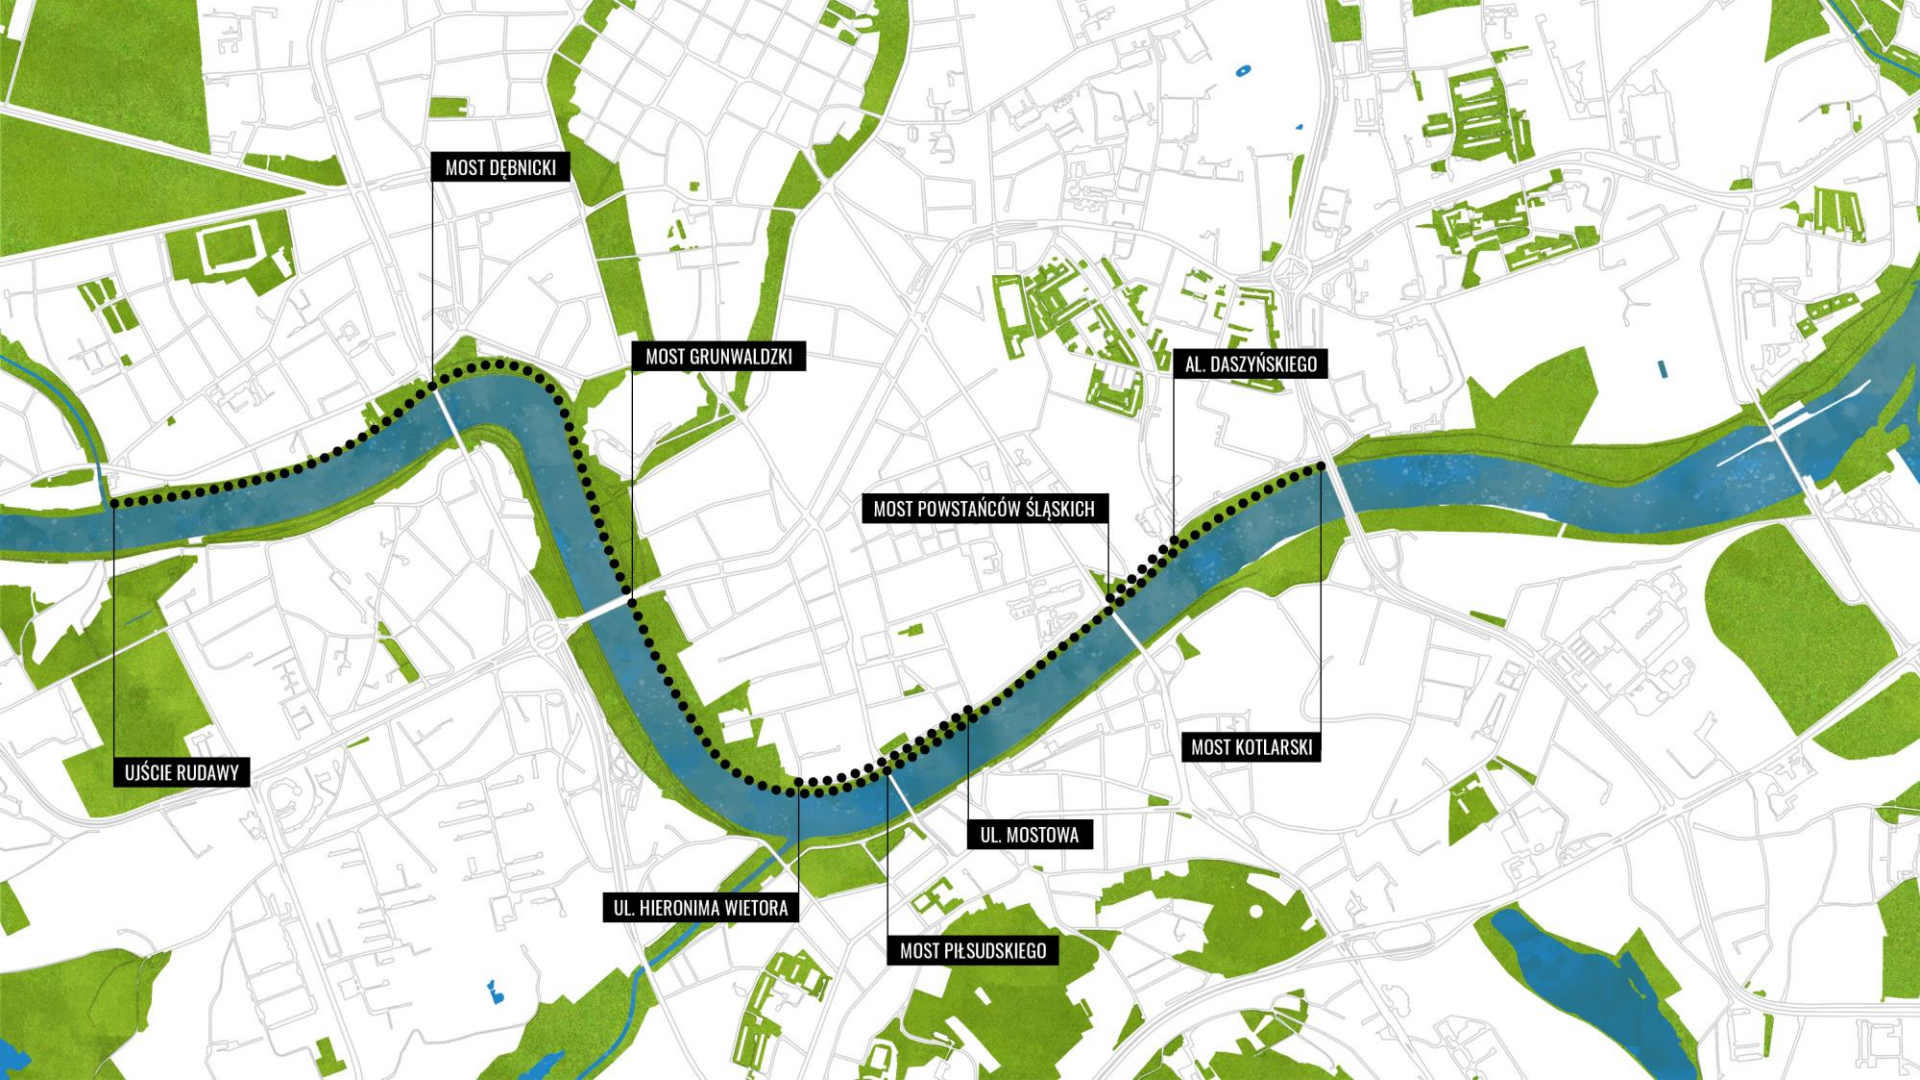 MOST DĘBNICKI
MOST GRUNWALDZKI
AL. DASZYŃSKIEGO
MOST POWSTAŃCÓW ŚLĄSKICH
MOST KOTLARSKI
UJŚCIE RUDAWY
UL. MOSTOWA
UL. HIERONIMA WIETORA
MOST PIŁSUDSKIEGO